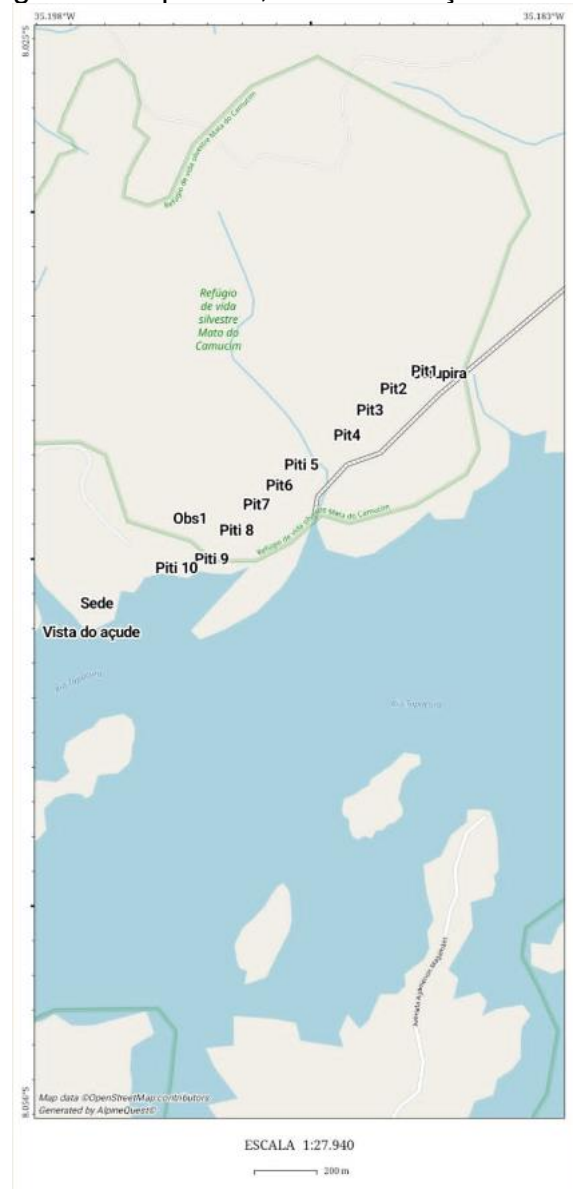 35.198°W
35.183°W
8.025°S
Refúgio de vida silvestre Mata do Camucim
Refúgio
de vida
silvestre
Mata do
Camucim
Pit1
Pit2
Pit3
Pit4
Piti 5
Pit6
Pit7
Obs1
Piti 8
Refúgio de vida silvestre Mata do Camucim
Piti 9
Piti 10
Sede
Vista do açude
8.056°S
Map data ©OpenStreetMap contributors
Generated by AlpineQuest©
ESCALA 1:27.940
200 m